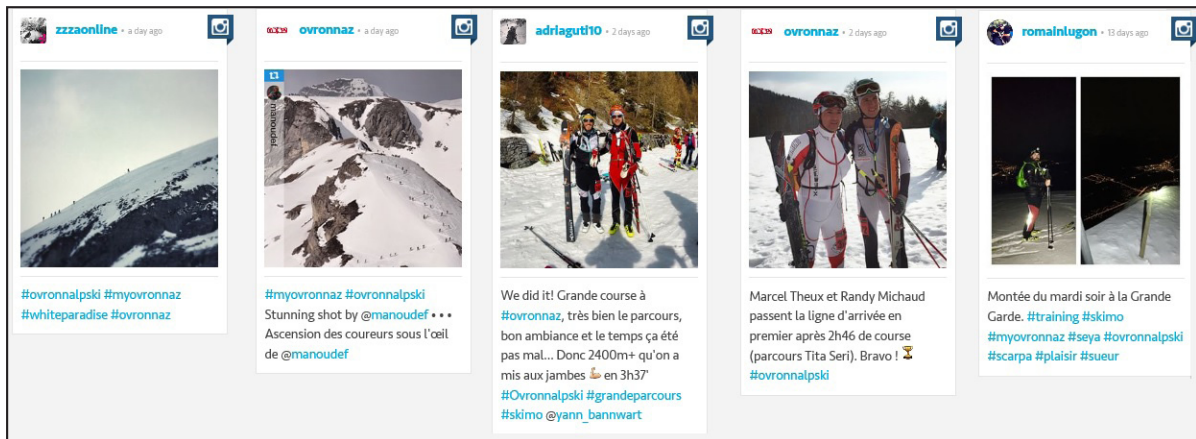 zzzaonline • a day ago
#ovronnalpski #myovronnaz
#whiteparadise #ovronnaz
ovronnaz • a day ago
manoudef
#myovronnaz #ovronnalpski
Stunning shot by @manoudef • • •
Ascension des coureurs sous l'œil
de @manoudef
adriaguti10 • 2 days ago
We did it! Grande course à
#ovronnaz, très bien le parcours,
bon ambiance et le temps ça été
pas mal... Donc 2400m+ qu'on a
mis aux jambes 💪 en 3h37'
#Ovronnalpski #grandeparcours
#skimo @yann_bannwart
ovronnaz • 2 days ago
Marcel Theux et Randy Michaud
passent la ligne d'arrivée en
premier après 2h46 de course
(parcours Tita Seri). Bravo ! 🏆
#ovronnalpski
romainlugon • 13 days ago
Montée du mardi soir à la Grande
Garde. #training #skimo
#myovronnaz #seya #ovronnalpski
#scarpa #plaisir #sueur